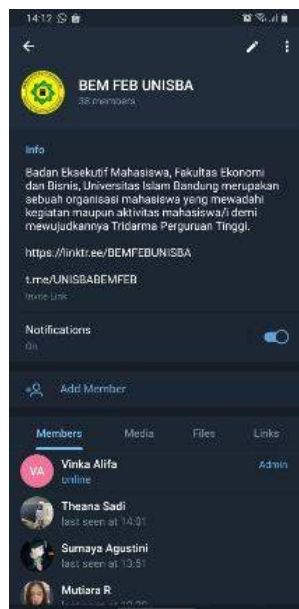 14:12
BEM FEB UNISBA
38 members
Info
Badan Eksekutif Mahasiswa, Fakultas Ekonomi
dan Bisnis, Universitas Islam Bandung merupakan
sebuah organisasi mahasiswa yang mewadahi
kegiatan maupun aktivitas mahasiswa/i demi
mewujudkannya Tridarma Perguruan Tinggi.
https://linktr.ee/BEMFEBUNISBA
t.me/UNISBABEMFEB
Invite Link
Notifications
On
Add Member
Members Media Files Links
VA Vinka Alifa Admin
online
Theana Sadi
last seen at 14:01
Sumaya Agustini
last seen at 13:51
Mutiara R